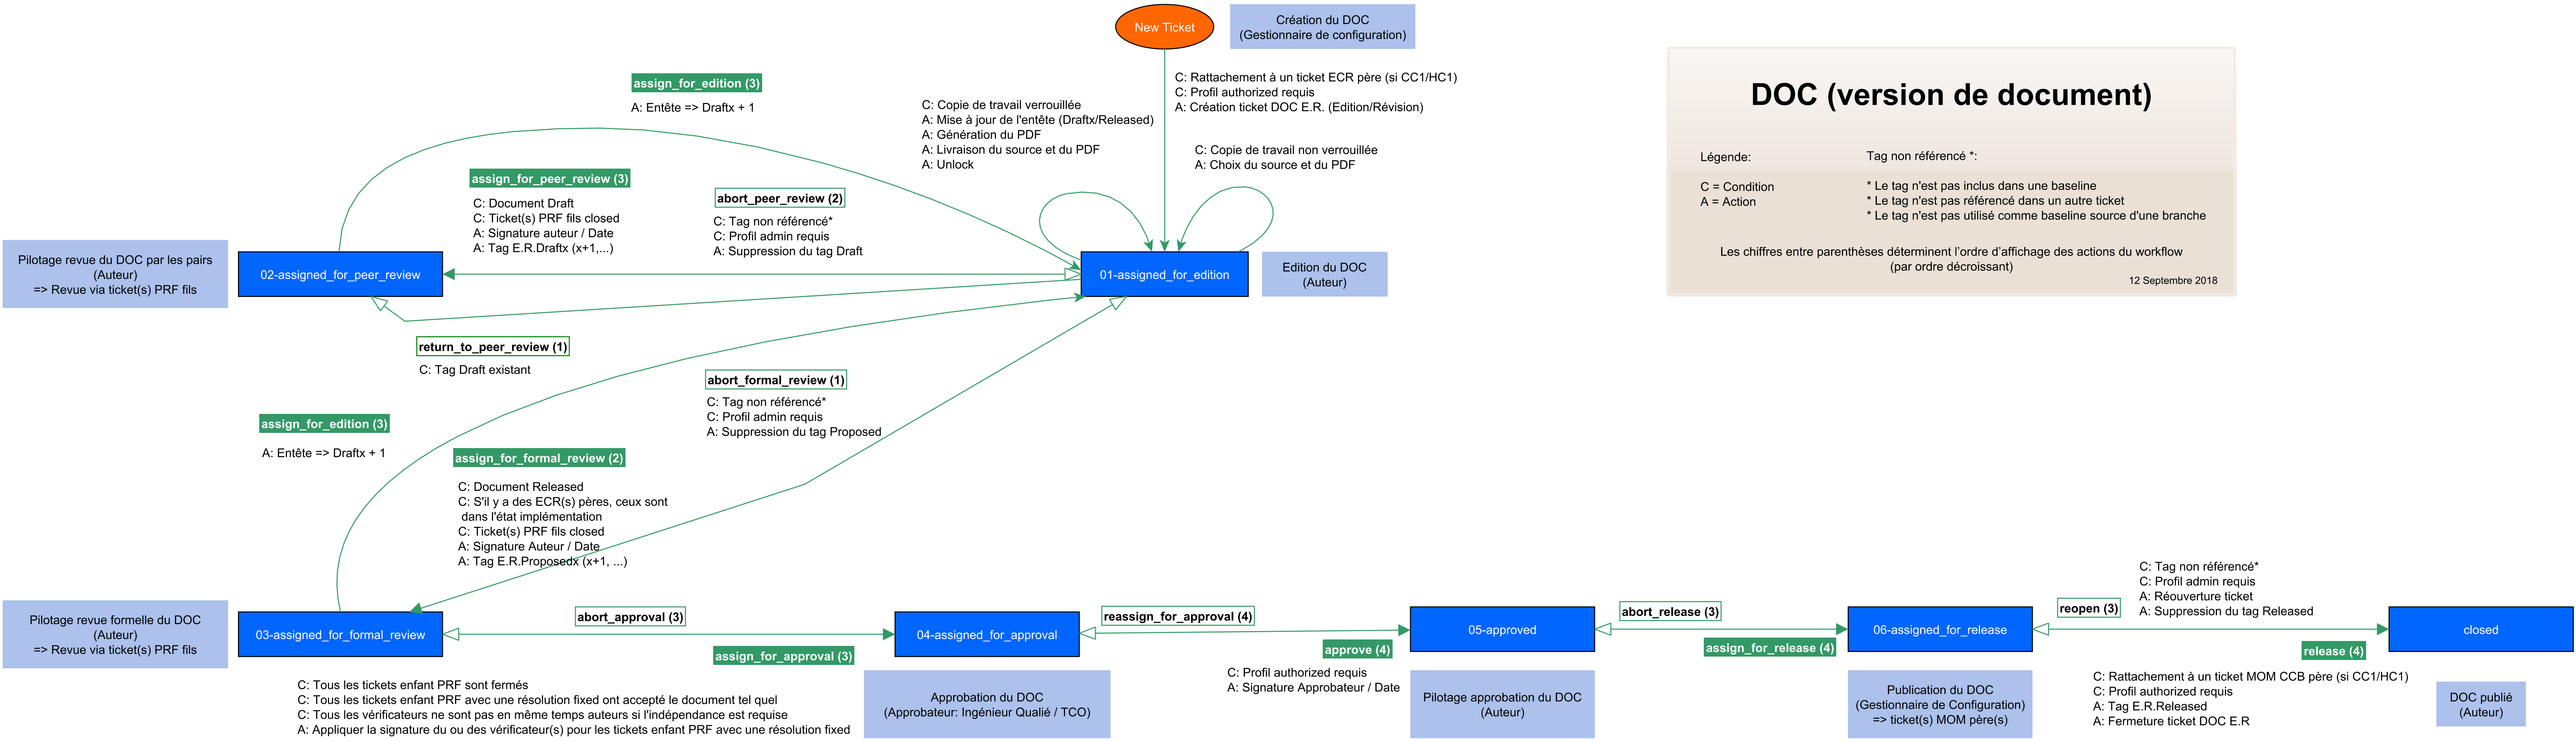 New Ticket
Création du DOC
(Gestionnaire de configuration)
DOC (version de document)
Légende:
C = Condition
A = Action
Tag non référencé *:
* Le tag n'est pas inclus dans une baseline
* Le tag n'est pas référencé dans un autre ticket
* Le tag n'est pas utilisé comme baseline source d'une branche
Les chiffres entre parenthèses déterminent l'ordre d'affichage des actions du workflow
(par ordre décroissant)
12 Septembre 2018
C: Rattachement à un ticket ECR père (si CC1/HC1)
C: Profil authorized requis
A: Création ticket DOC E.R. (Edition/Révision)
assign_for_edition (3)
A: Entête => Draftx + 1
C: Copie de travail verrouillée
A: Mise à jour de l'entête (Draftx/Released)
A: Génération du PDF
A: Livraison du source et du PDF
A: Unlock
C: Copie de travail non verrouillée
A: Choix du source et du PDF
assign_for_peer_review (3)
C: Document Draft
C: Ticket(s) PRF fils closed
A: Signature auteur / Date
A: Tag E.R.Draftx (x+1,...)
abort_peer_review (2)
C: Tag non référencé*
C: Profil admin requis
A: Suppression du tag Draft
Pilotage revue du DOC par les pairs
(Auteur)
=> Revue via ticket(s) PRF fils
02-assigned_for_peer_review
01-assigned_for_edition
Edition du DOC
(Auteur)
return_to_peer_review (1)
C: Tag Draft existant
abort_formal_review (1)
C: Tag non référencé*
C: Profil admin requis
A: Suppression du tag Proposed
assign_for_edition (3)
A: Entête => Draftx + 1
assign_for_formal_review (2)
C: Document Released
C: S'il y a des ECR(s) pères, ceux sont
dans l'état implémentation
C: Ticket(s) PRF fils closed
A: Signature Auteur / Date
A: Tag E.R.Proposedx (x+1, ...)
Pilotage revue formelle du DOC
(Auteur)
=> Revue via ticket(s) PRF fils
03-assigned_for_formal_review
abort_approval (3)
assign_for_approval (3)
C: Tous les tickets enfant PRF sont fermés
C: Tous les tickets enfant PRF avec une résolution fixed ont accepté le document tel quel
C: Tous les vérificateurs ne sont pas en même temps auteurs si l'indépendance est requise
A: Appliquer la signature du ou des vérificateur(s) pour les tickets enfant PRF avec une résolution fixed
04-assigned_for_approval
Approbation du DOC
(Approbateur: Ingénieur Qualié / TCO)
reassign_for_approval (4)
approve (4)
C: Profil authorized requis
A: Signature Approbateur / Date
05-approved
Pilotage approbation du DOC
(Auteur)
abort_release (3)
assign_for_release (4)
06-assigned_for_release
Publication du DOC
(Gestionnaire de Configuration)
=> ticket(s) MOM père(s)
C: Tag non référencé*
C: Profil admin requis
A: Réouverture ticket
A: Suppression du tag Released
reopen (3)
release (4)
C: Rattachement à un ticket MOM CCB père (si CC1/HC1)
C: Profil authorized requis
A: Tag E.R.Released
A: Fermeture ticket DOC E.R
closed
DOC publié
(Auteur)